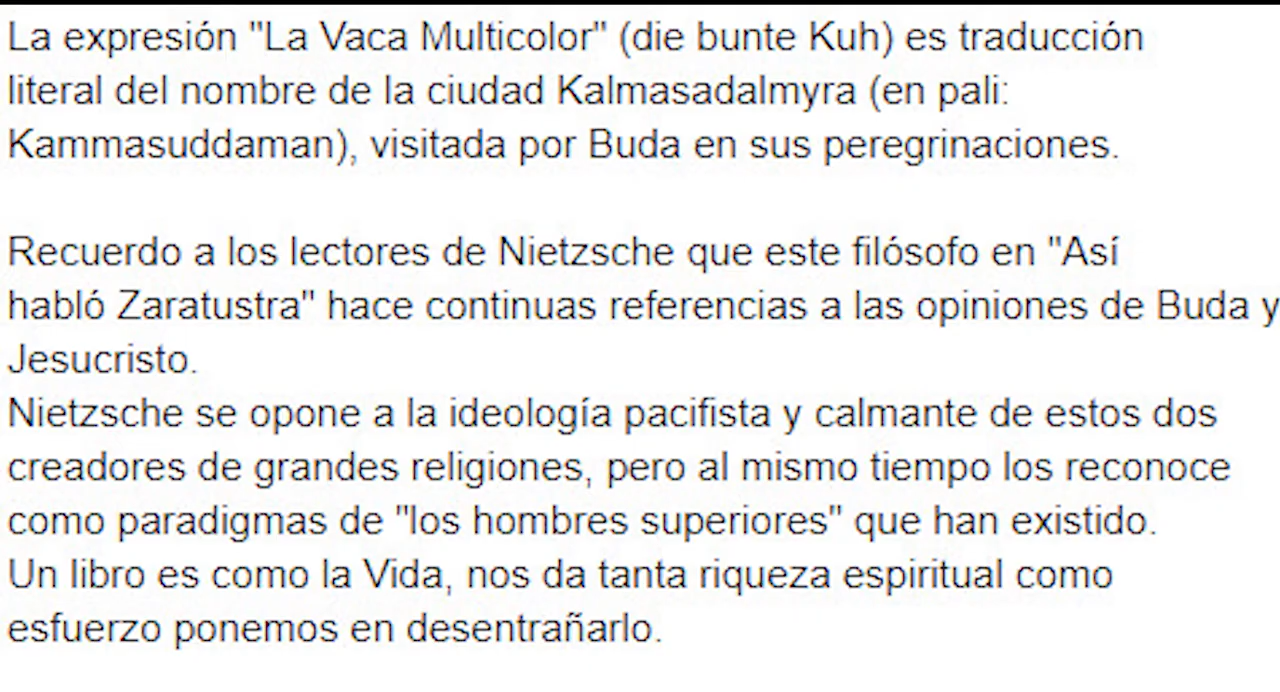 La expresión "La Vaca Multicolor" (die bunte Kuh) es traducción
literal del nombre de la ciudad Kalmasadalmyra (en pali:
Kammasuddaman), visitada por Buda en sus peregrinaciones.
Recuerdo a los lectores de Nietzsche que este filósofo en "Así
habló Zaratustra" hace continuas referencias a las opiniones de Buda y
Jesucristo.
Nietzsche se opone a la ideología pacifista y calmante de estos dos
creadores de grandes religiones, pero al mismo tiempo los reconoce
como paradigmas de "los hombres superiores" que han existido.
Un libro es como la Vida, nos da tanta riqueza espiritual como
esfuerzo ponemos en desentrañarlo.